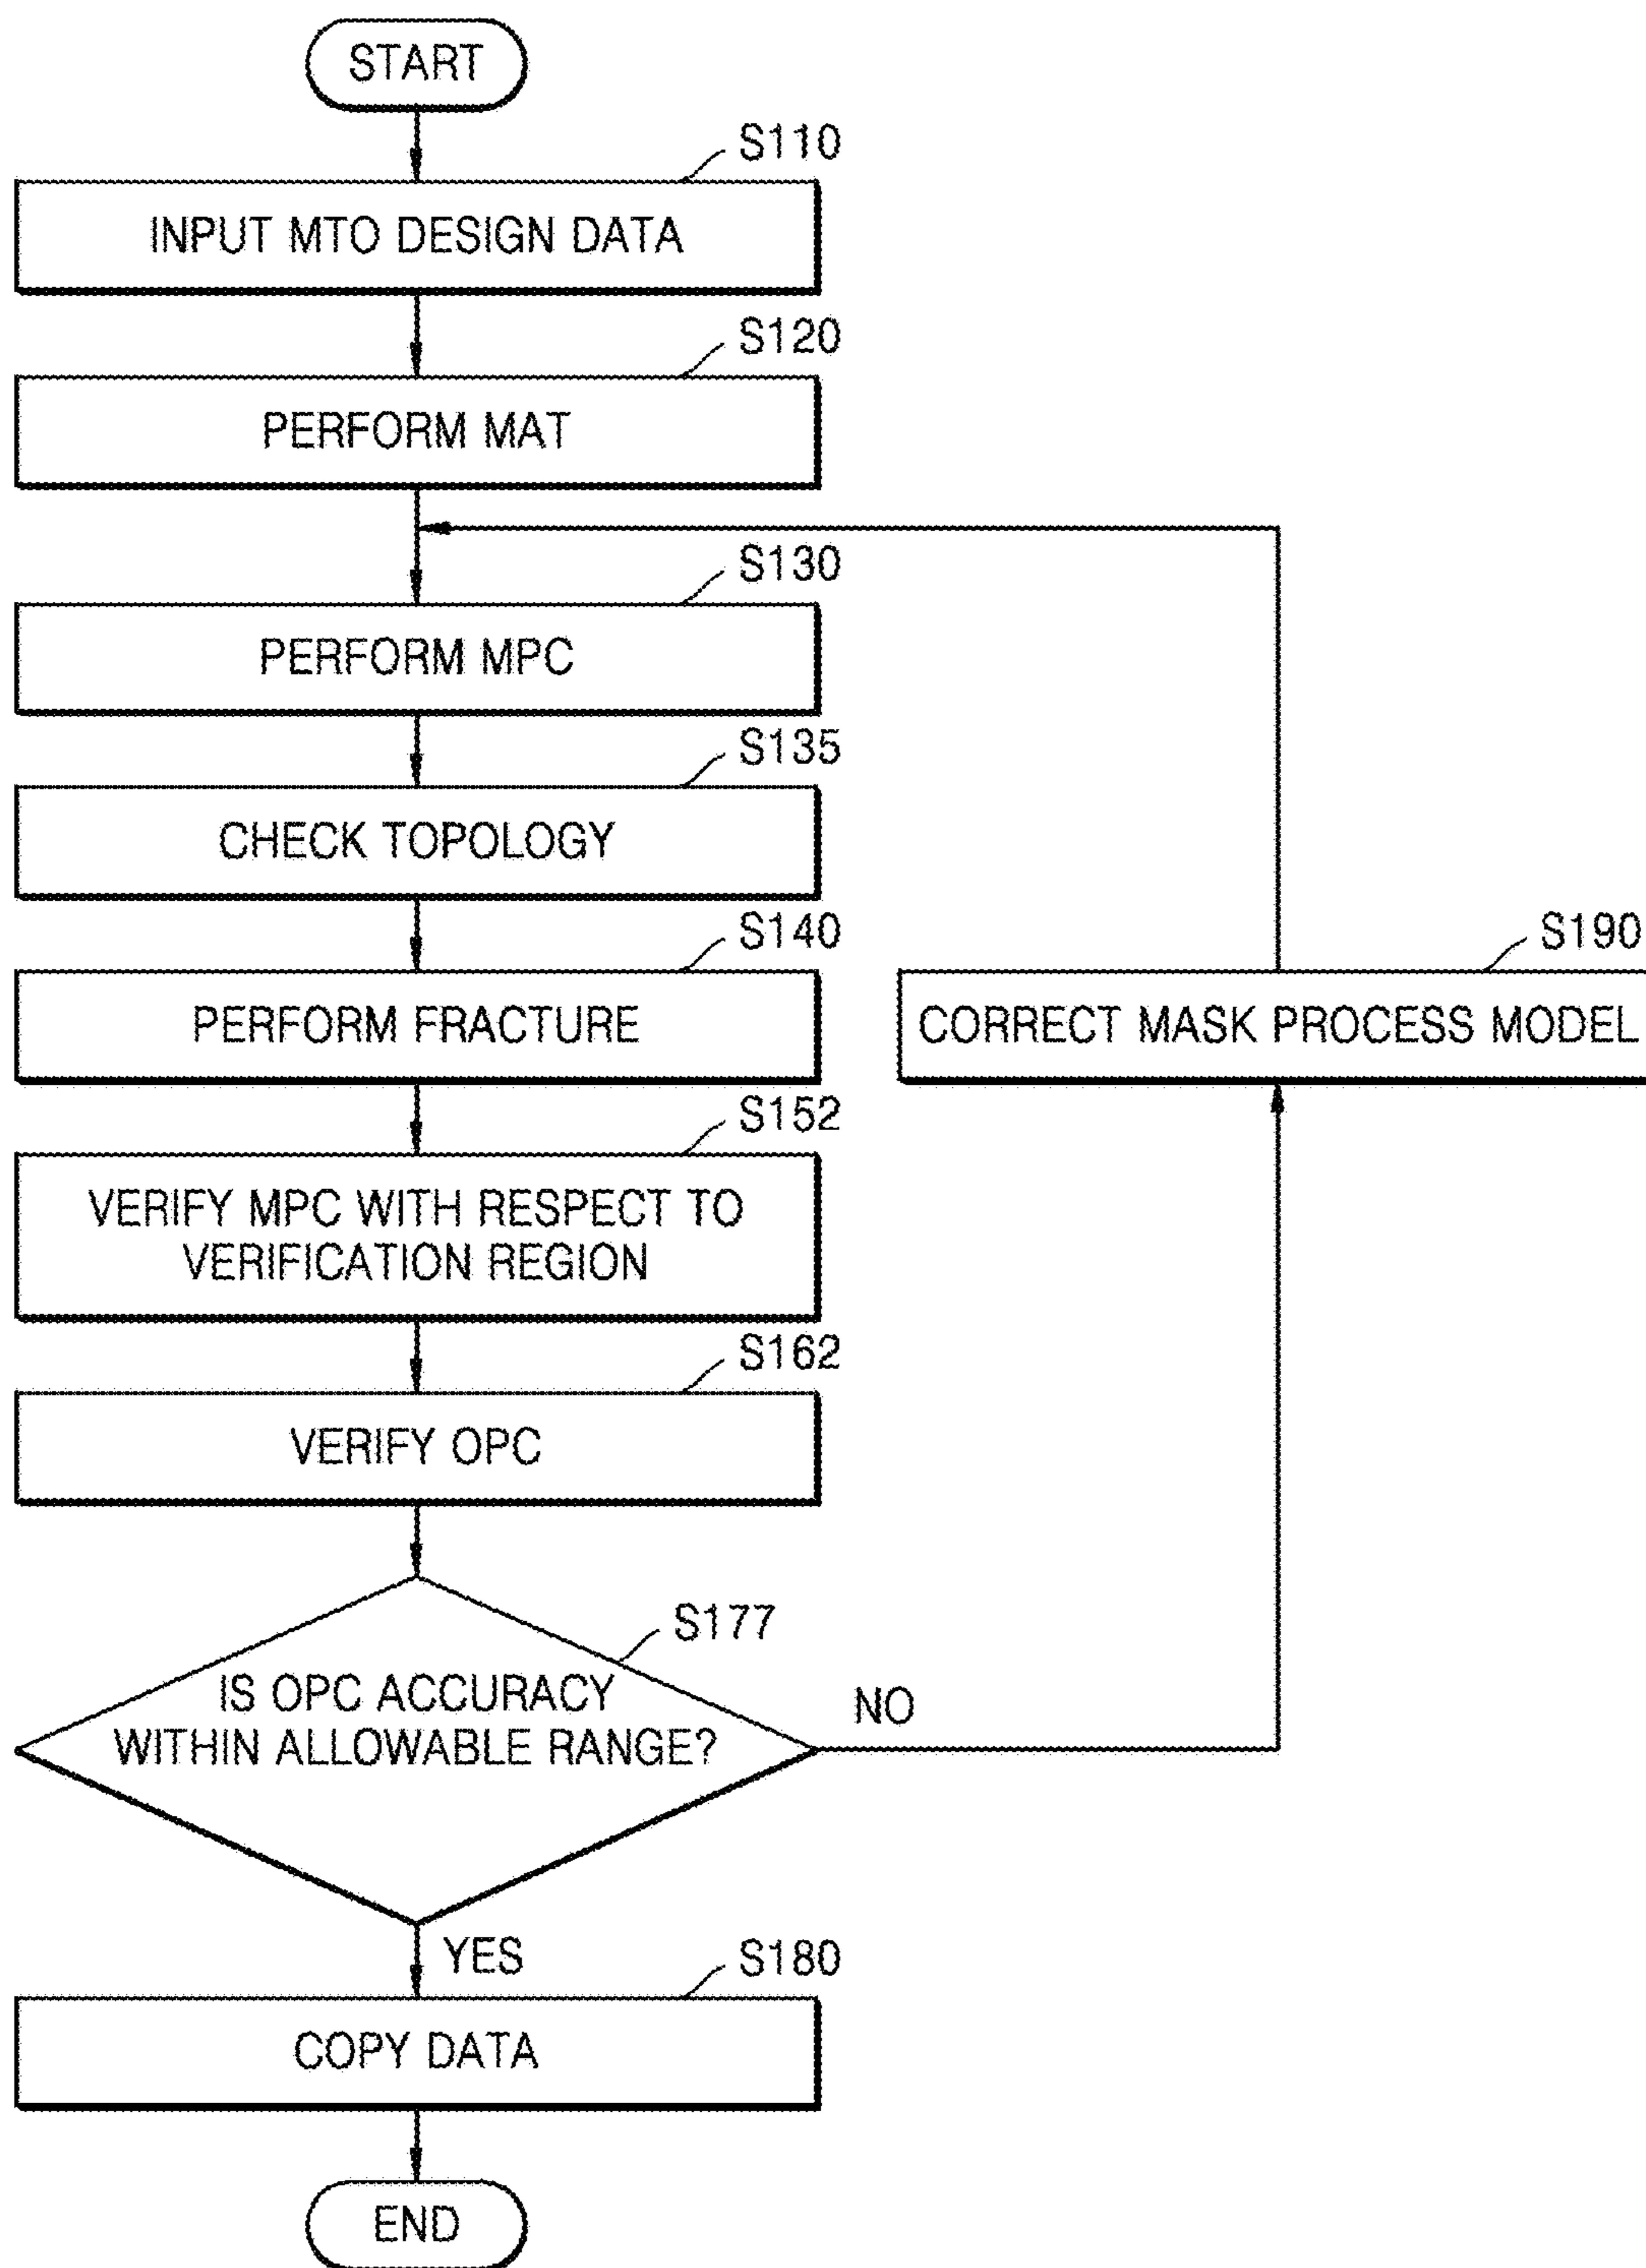 START
S110
INPUT MTO DESIGN DATA
S120
PERFORM MAT
S130
PERFORM MPC
S135
CHECK TOPOLOGY
S140
PERFORM FRACTURE
S190
CORRECT MASK PROCESS MODEL
S152
VERIFY MPC WITH RESPECT TO
VERIFICATION REGION
S162
VERIFY OPC
S177
IS OPC ACCURACY
WITHIN ALLOWABLE RANGE?
NO
YES
S180
COPY DATA
END